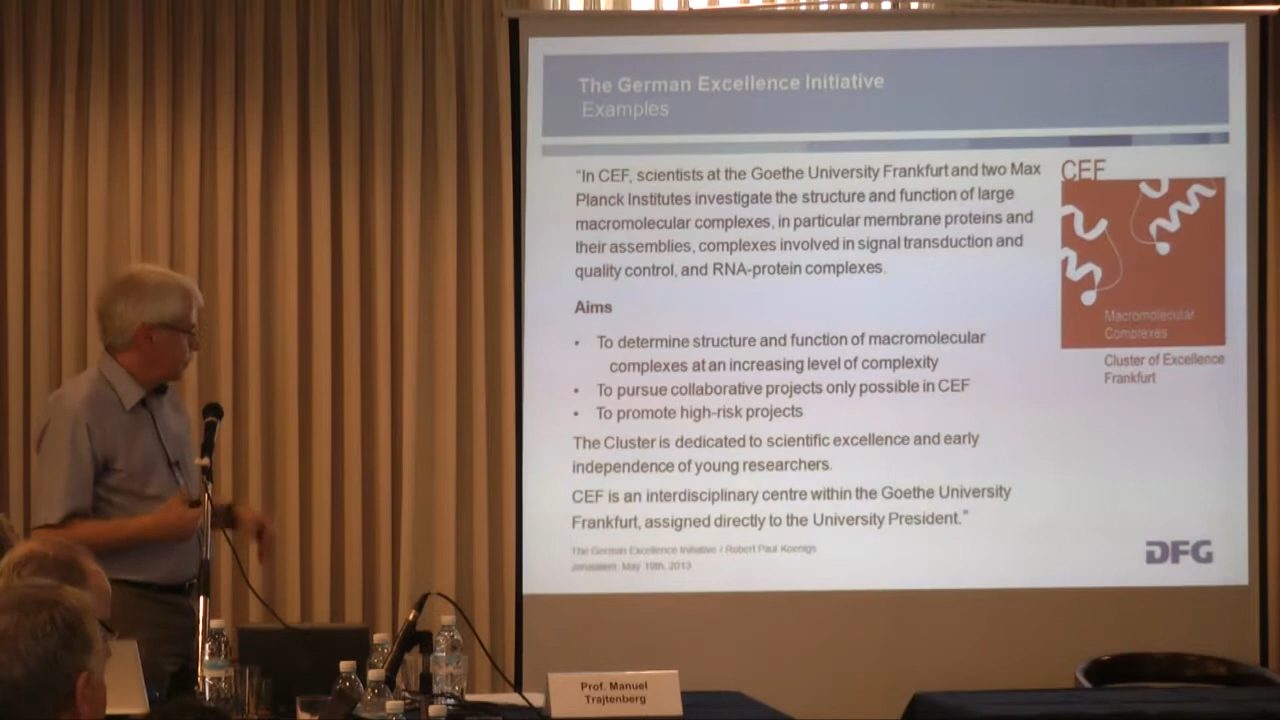 The German Excellence Initiative
Examples
"In CEF, scientists at the Goethe University Frankfurt and two Max
Planck Institutes investigate the structure and function of large
macromolecular complexes, in particular membrane proteins and
their assemblies, complexes involved in signal transduction and
quality control, and RNA-protein complexes.
Aims
• To determine structure and function of macromolecular
complexes at an increasing level of complexity
• To pursue collaborative projects only possible in CEF
• To promote high-risk projects
The Cluster is dedicated to scientific excellence and early
independence of young researchers.
CEF is an interdisciplinary centre within the Goethe University
Frankfurt, assigned directly to the University President."
The German Excellence Initiative / Robert Paul Koenigs
Jerusalem, May 19th, 2013
CEF
Macromolecular
Complexes
Cluster of Excellence
Frankfurt
DFG
Prof. Manuel
Trajtenberg